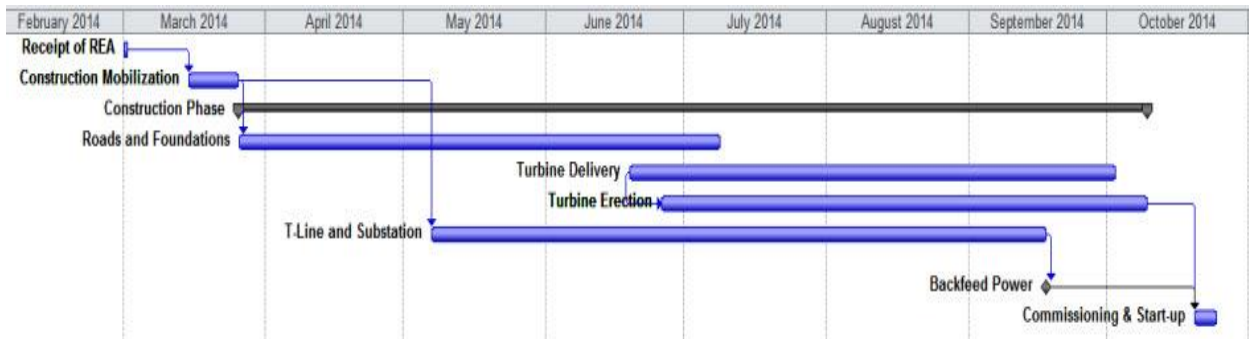 February 2014 March 2014 April 2014 May 2014 June 2014 July 2014 August 2014 September 2014 October 2014
Receipt of REA
Construction Mobilization
Construction Phase
Roads and Foundations
Turbine Delivery
Turbine Erection
T-Line and Substation
Backfeed Power
Commissioning & Start-up